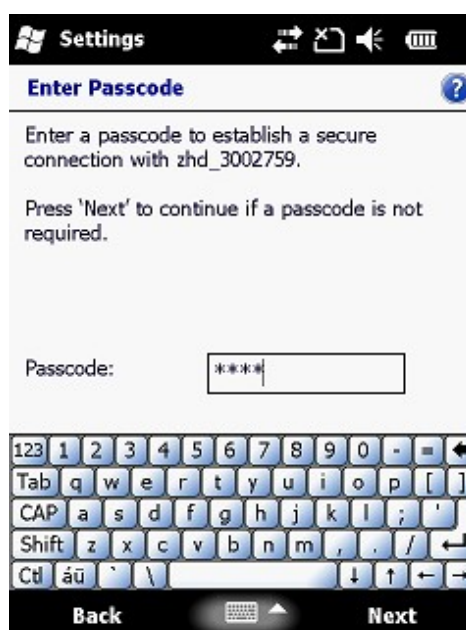 Settings
Enter Passcode
?
Enter a passcode to establish a secure
connection with zhd_3002759.
Press 'Next' to continue if a passcode is not
required.
Passcode: ****
123 1 2 3 4 5 6 7 8 9 0 - =
Tab q w e r t y u i o p [ ]
CAP a s d f g h j k l ; '
Shift z x c v b n m , . /
Ctl áü ` \
Back Next